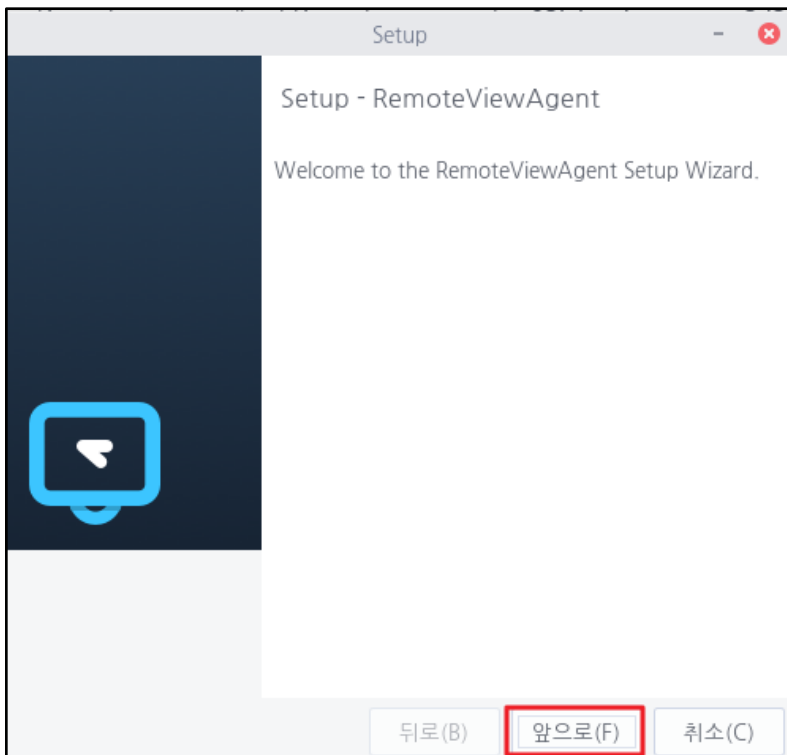 Setup
Setup - RemoteViewAgent
Welcome to the RemoteViewAgent Setup Wizard.
뒤로(B) 앞으로(F) 취소(C)